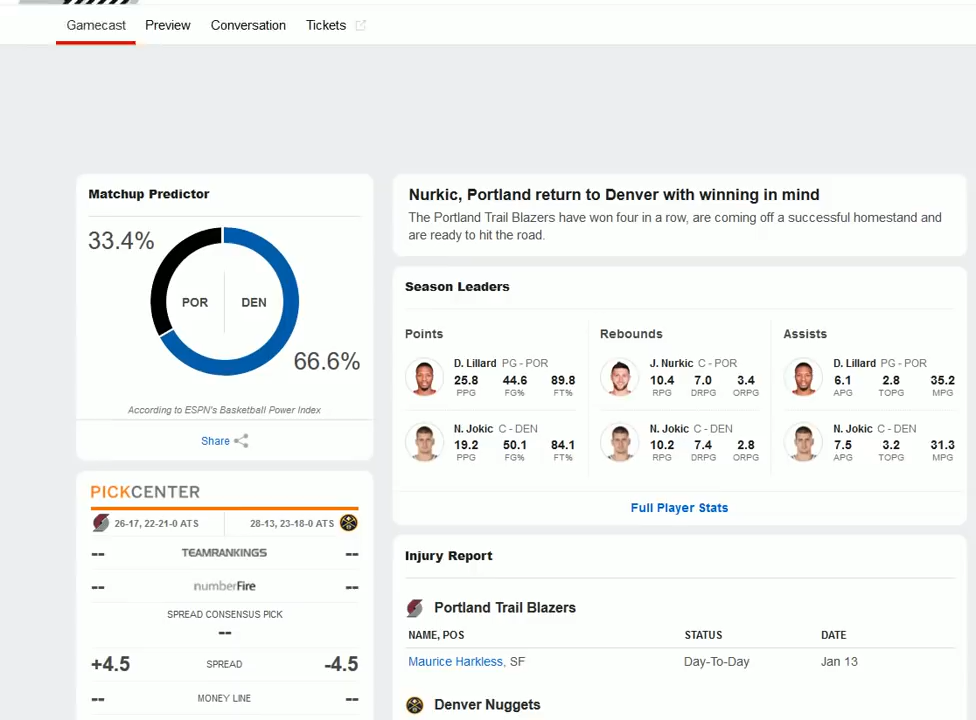 Gamecast Preview Conversation Tickets
Matchup Predictor
33.4%
POR DEN
66.6%
According to ESPN's Basketball Power Index
Share
PICKCENTER
26-17, 22-21-0 ATS 28-13, 23-18-0 ATS
-- TEAMRANKINGS --
-- numberFire --
SPREAD CONSENSUS PICK
--
+4.5 SPREAD -4.5
-- MONEY LINE --
Nurkic, Portland return to Denver with winning in mind
The Portland Trail Blazers have won four in a row, are coming off a successful homestand and
are ready to hit the road.
Season Leaders
Points
D. Lillard PG - POR
25.8 44.6 89.8
PPG FG% FT%
N. Jokic C - DEN
19.2 50.1 84.1
PPG FG% FT%
Rebounds
J. Nurkic C - POR
10.4 7.0 3.4
RPG DRPG ORPG
N. Jokic C - DEN
10.2 7.4 2.8
RPG DRPG ORPG
Assists
D. Lillard PG - POR
6.1 2.8 35.2
APG TOPG MPG
N. Jokic C - DEN
7.5 3.2 31.3
APG TOPG MPG
Full Player Stats
Injury Report
Portland Trail Blazers
NAME, POS STATUS DATE
Maurice Harkless, SF Day-To-Day Jan 13
Denver Nuggets